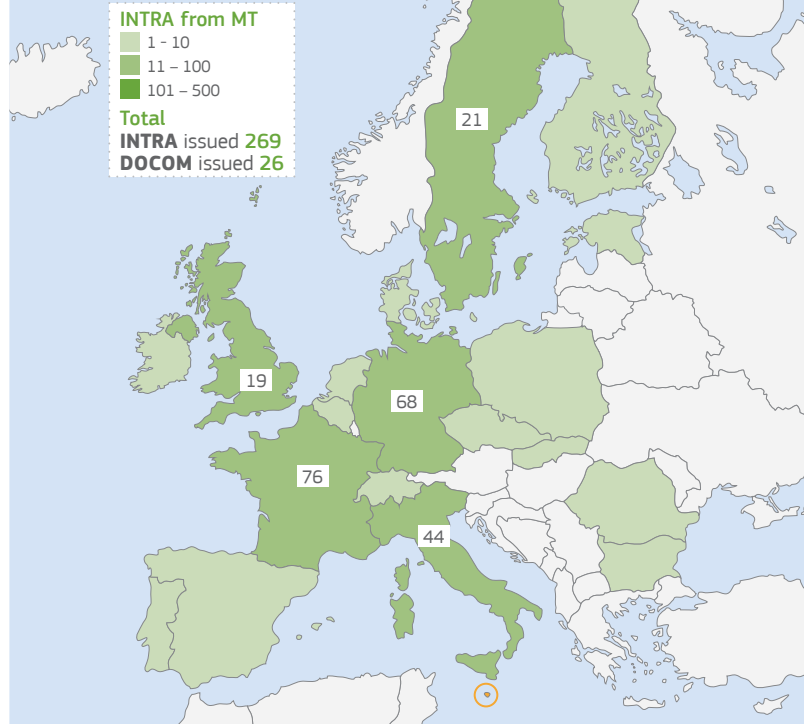 INTRA from MT
1 - 10
11 – 100
101 – 500
Total
INTRA issued 269
DOCOM issued 26
21
19
68
76
44